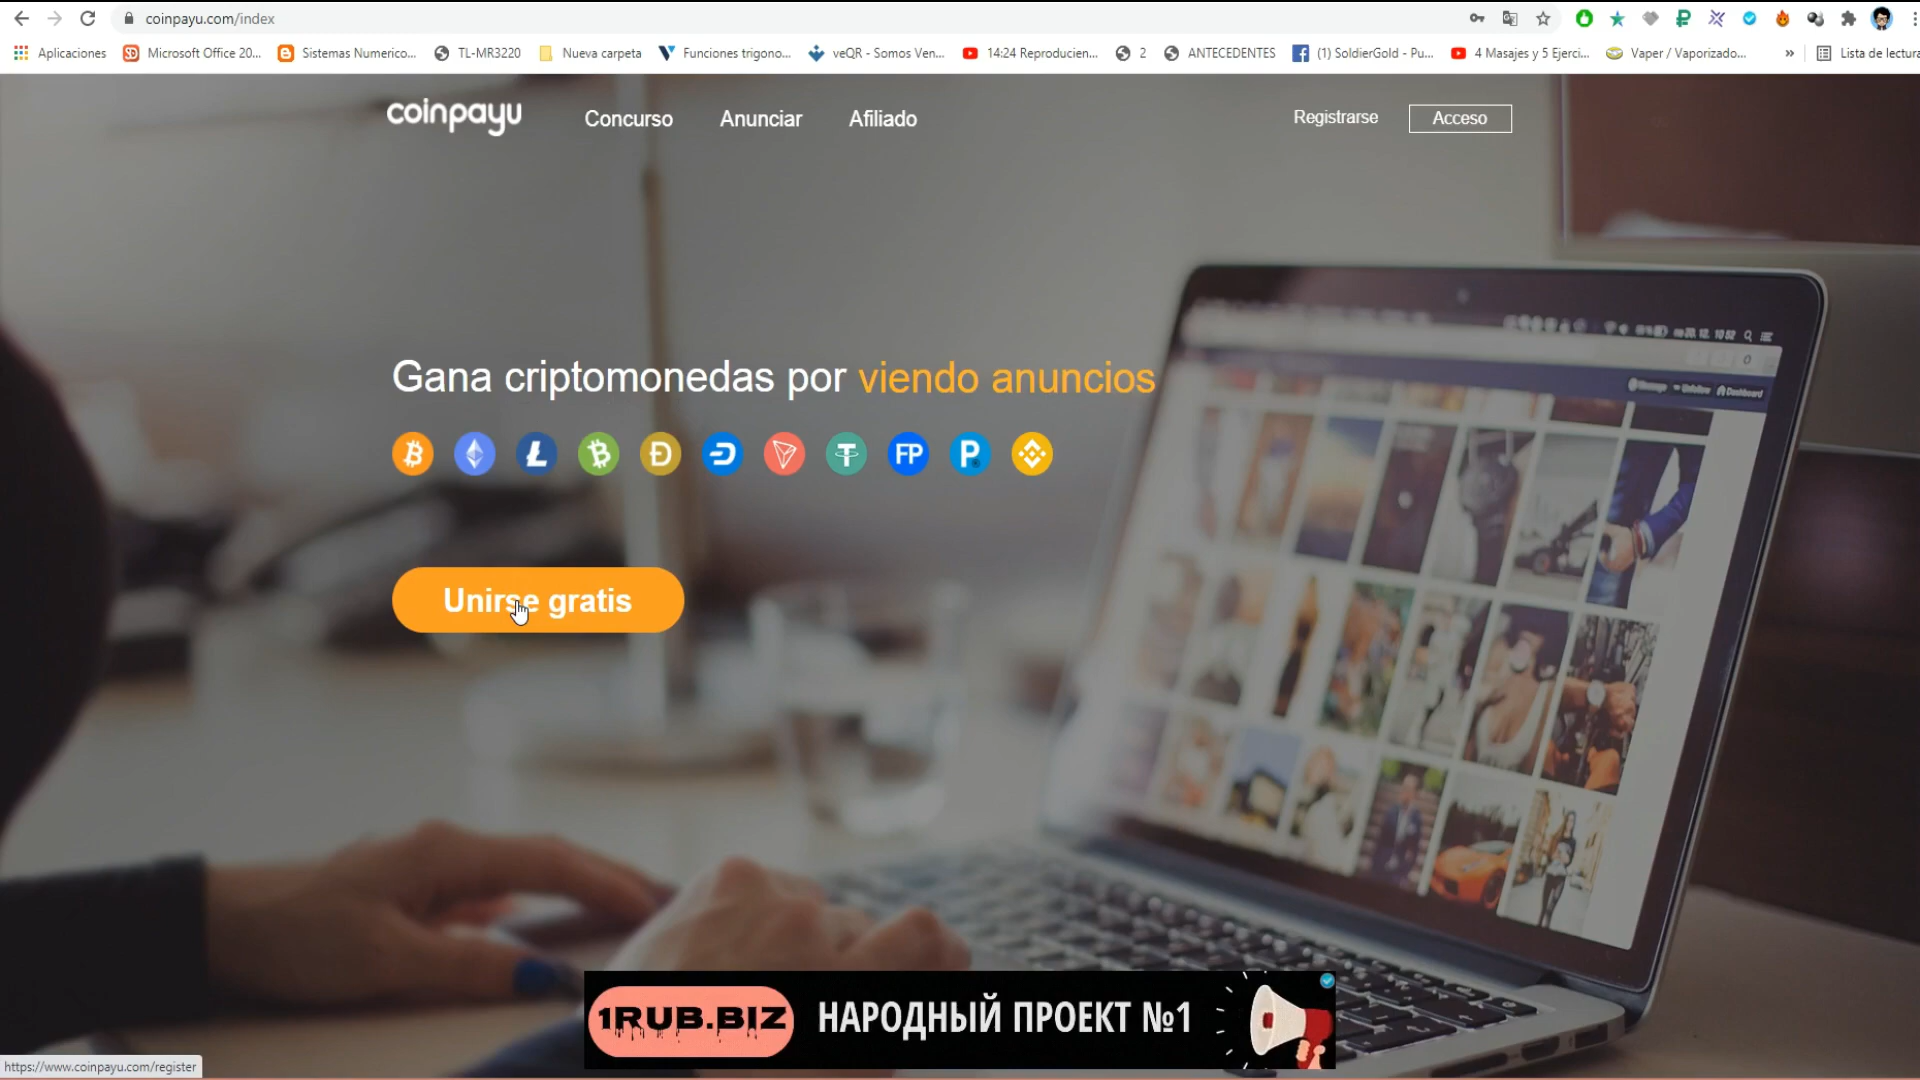 coinpayu.com/index
Aplicaciones
Microsoft Office 20...
Sistemas Numerico...
TL-MR3220
Nueva carpeta
Funciones trigono...
veQR - Somos Ven...
14:24 Reproducien...
2
ANTECEDENTES
(1) SoldierGold - Pu...
4 Masajes y 5 Ejerci...
Vaper / Vaporizado...
»
Lista de lectura
coinpayu
Concurso
Anunciar
Afiliado
Registrarse
Acceso
Gana criptomonedas por viendo anuncios
FP
Unirse gratis
1RUB.BIZ
НАРОДНЫЙ ПРОЕКТ №1
https://www.coinpayu.com/register